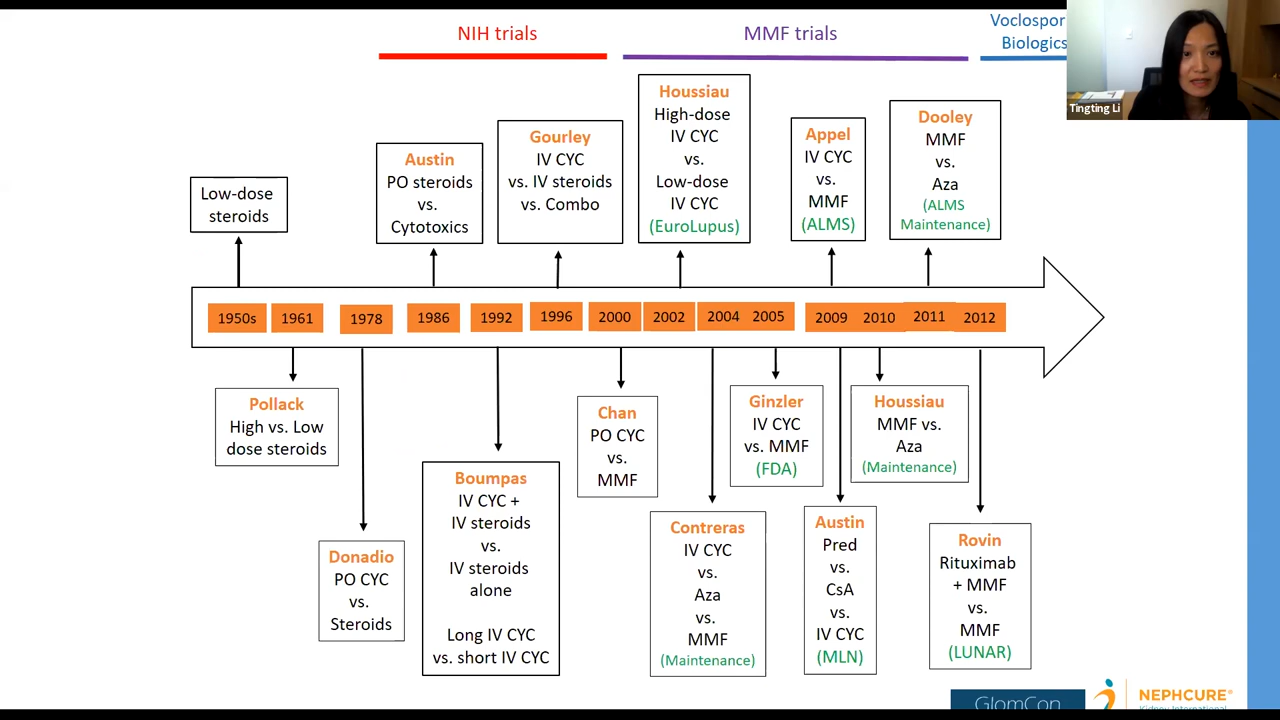 NIH trials
MMF trials
Biologics
Tingting Li
Low-dose
steroids
Austin
PO steroids
vs.
Cytotoxics
Gourley
IV CYC
vs. IV steroids
vs. Combo
Houssiau
High-dose
IV CYC
vs.
Low-dose
IV CYC
(EuroLupus)
Appel
IV CYC
vs.
MMF
(ALMS)
Dooley
MMF
vs.
Aza
(ALMS
Maintenance)
1950s 1961 1978 1986 1992 1996 2000 2002 2004 2005 2009 2010 2011 2012
Pollack
High vs. Low
dose steroids
Donadio
PO CYC
vs.
Steroids
Boumpas
IV CYC +
IV steroids
vs.
IV steroids
alone
Long IV CYC
vs. short IV CYC
Chan
PO CYC
vs.
MMF
Contreras
IV CYC
vs.
Aza
vs.
MMF
(Maintenance)
Ginzler
IV CYC
vs. MMF
(FDA)
Austin
Pred
vs.
CsA
vs.
IV CYC
(MLN)
Houssiau
MMF vs.
Aza
(Maintenance)
Rovin
Rituximab
+ MMF
vs.
MMF
(LUNAR)
GlomCon
NEPHCURE®
Kidney International